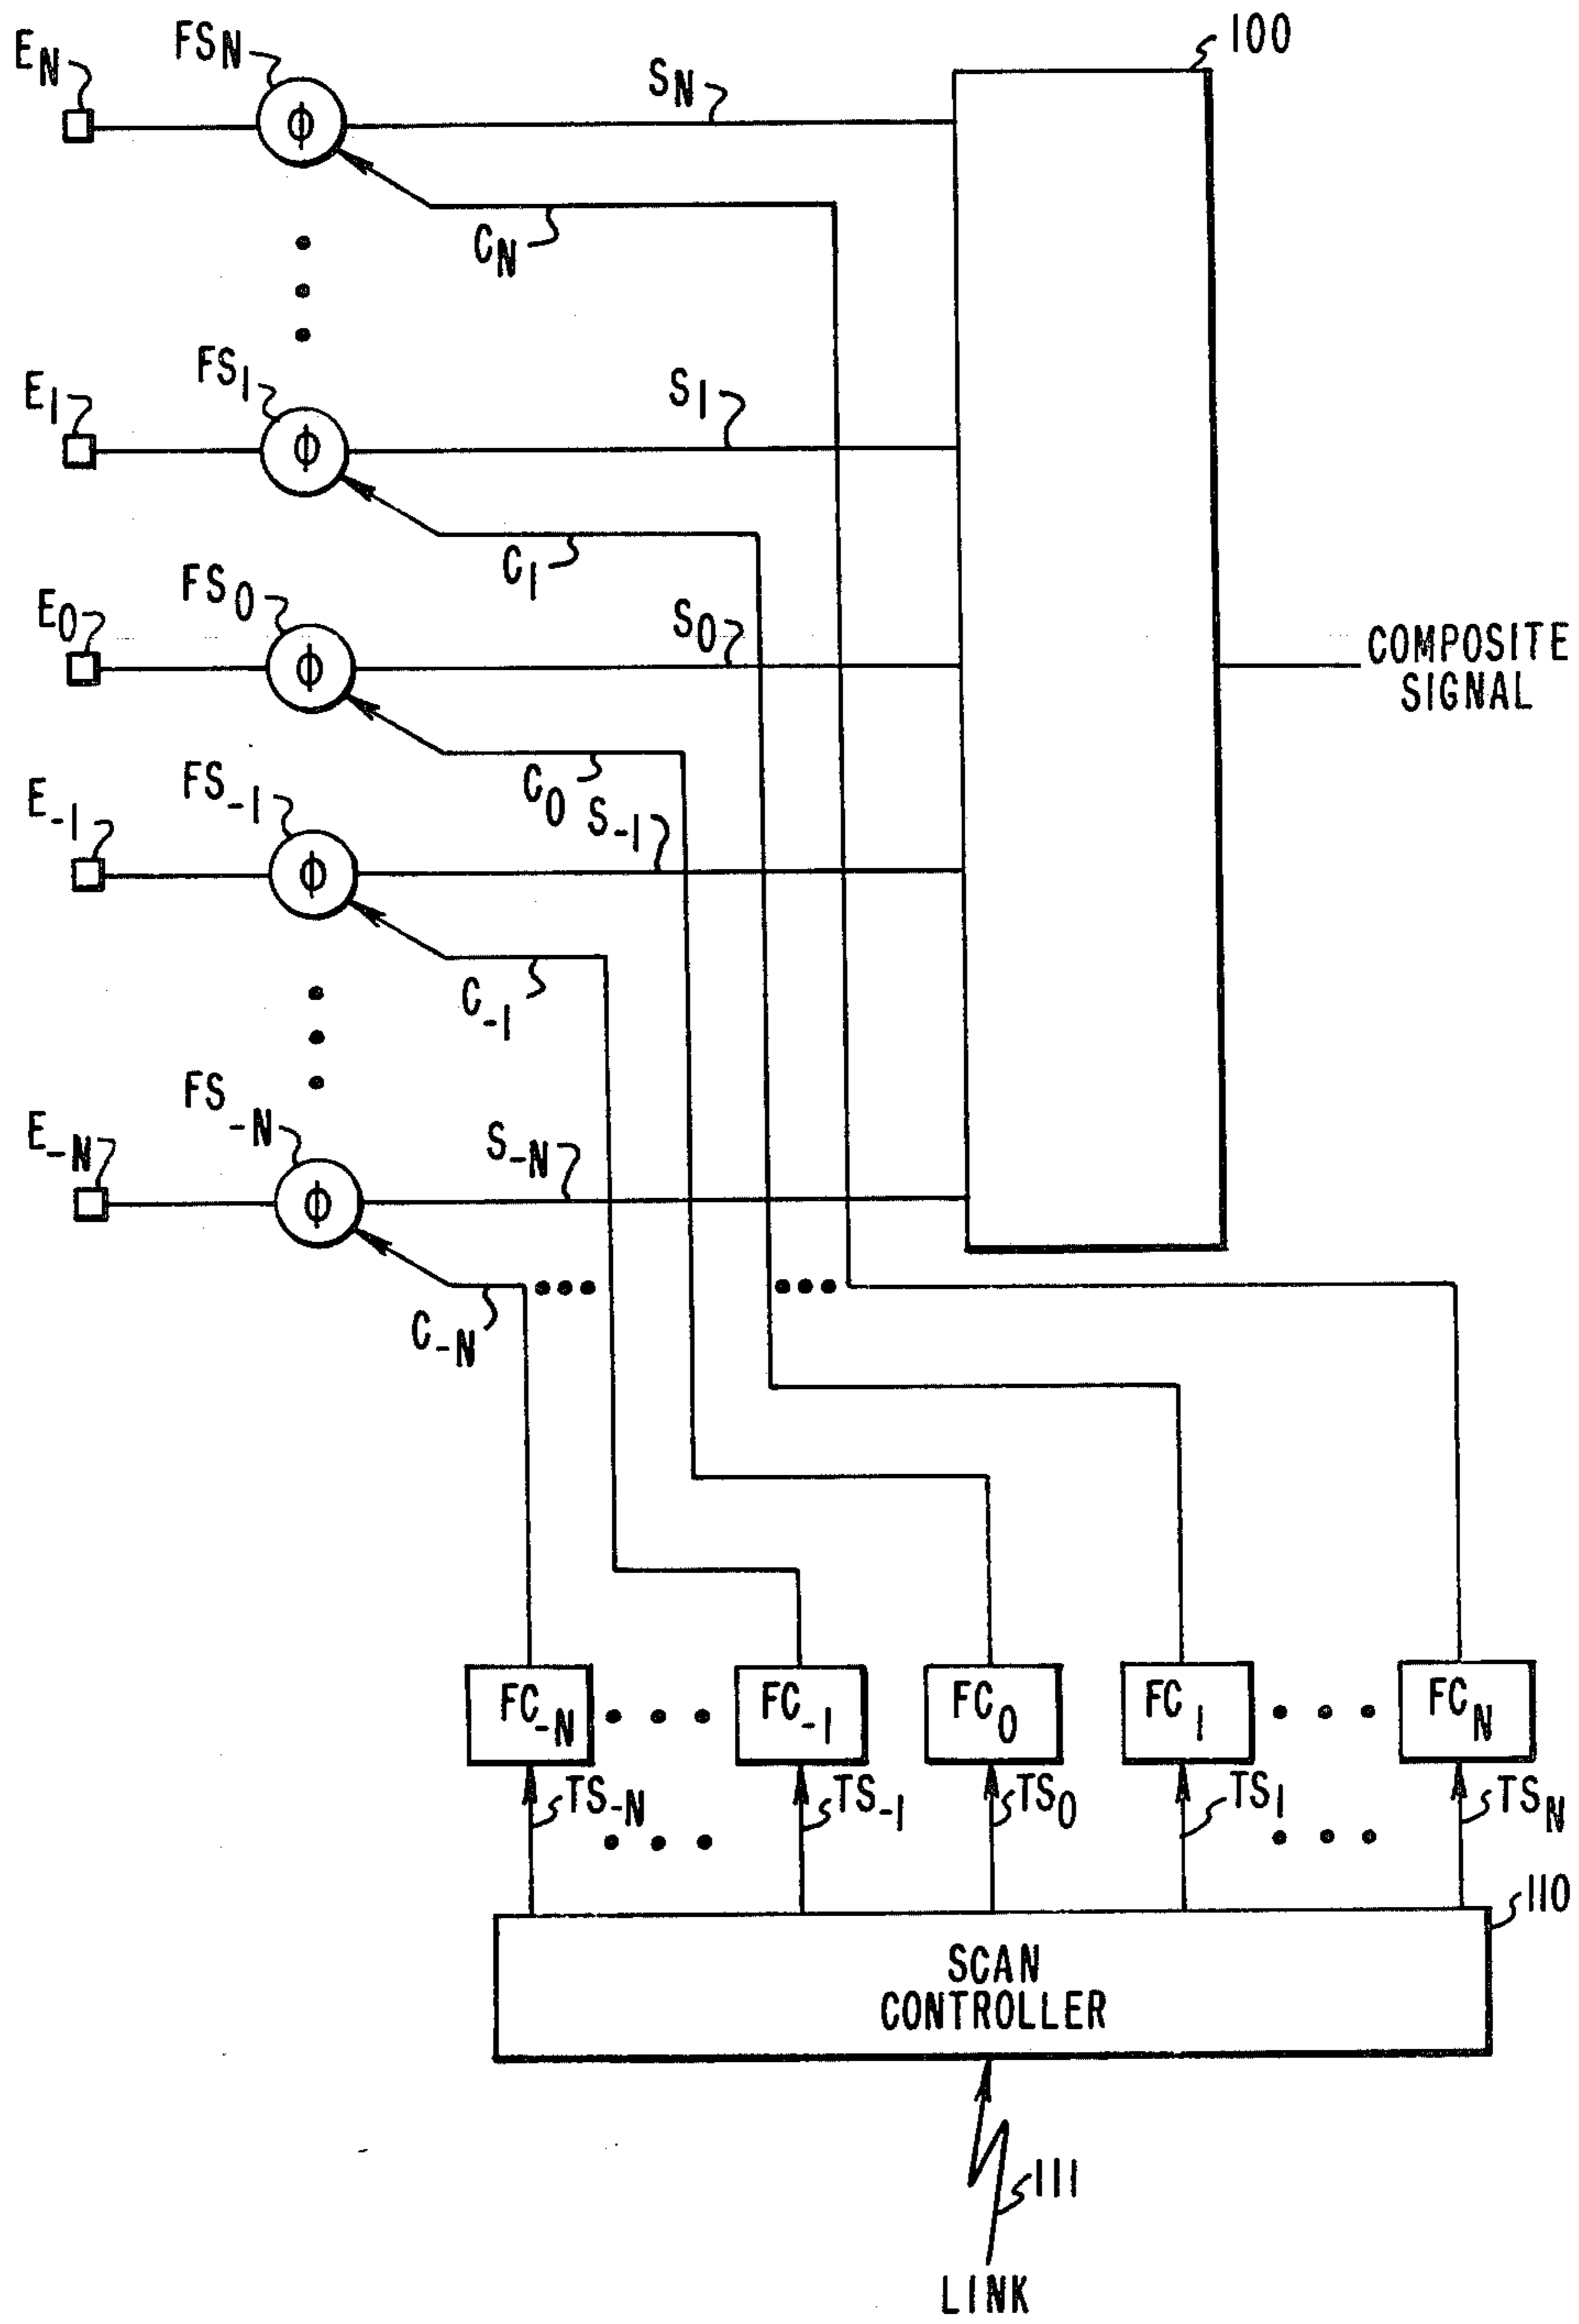 100
E_N
FS_N
S_N
ϕ
C_N
E_1
FS_1
S_1
ϕ
C_1
E_0
FS_0
S_0
ϕ
COMPOSITE
SIGNAL
C_0
E_-1
FS_-1
S_-1
ϕ
C_-1
E_-N
FS_-N
S_-N
ϕ
C_-N
FC_-N
FC_-1
FC_0
FC_1
FC_N
TS_-N
TS_-1
TS_0
TS_1
TS_N
110
SCAN
CONTROLLER
111
LINK